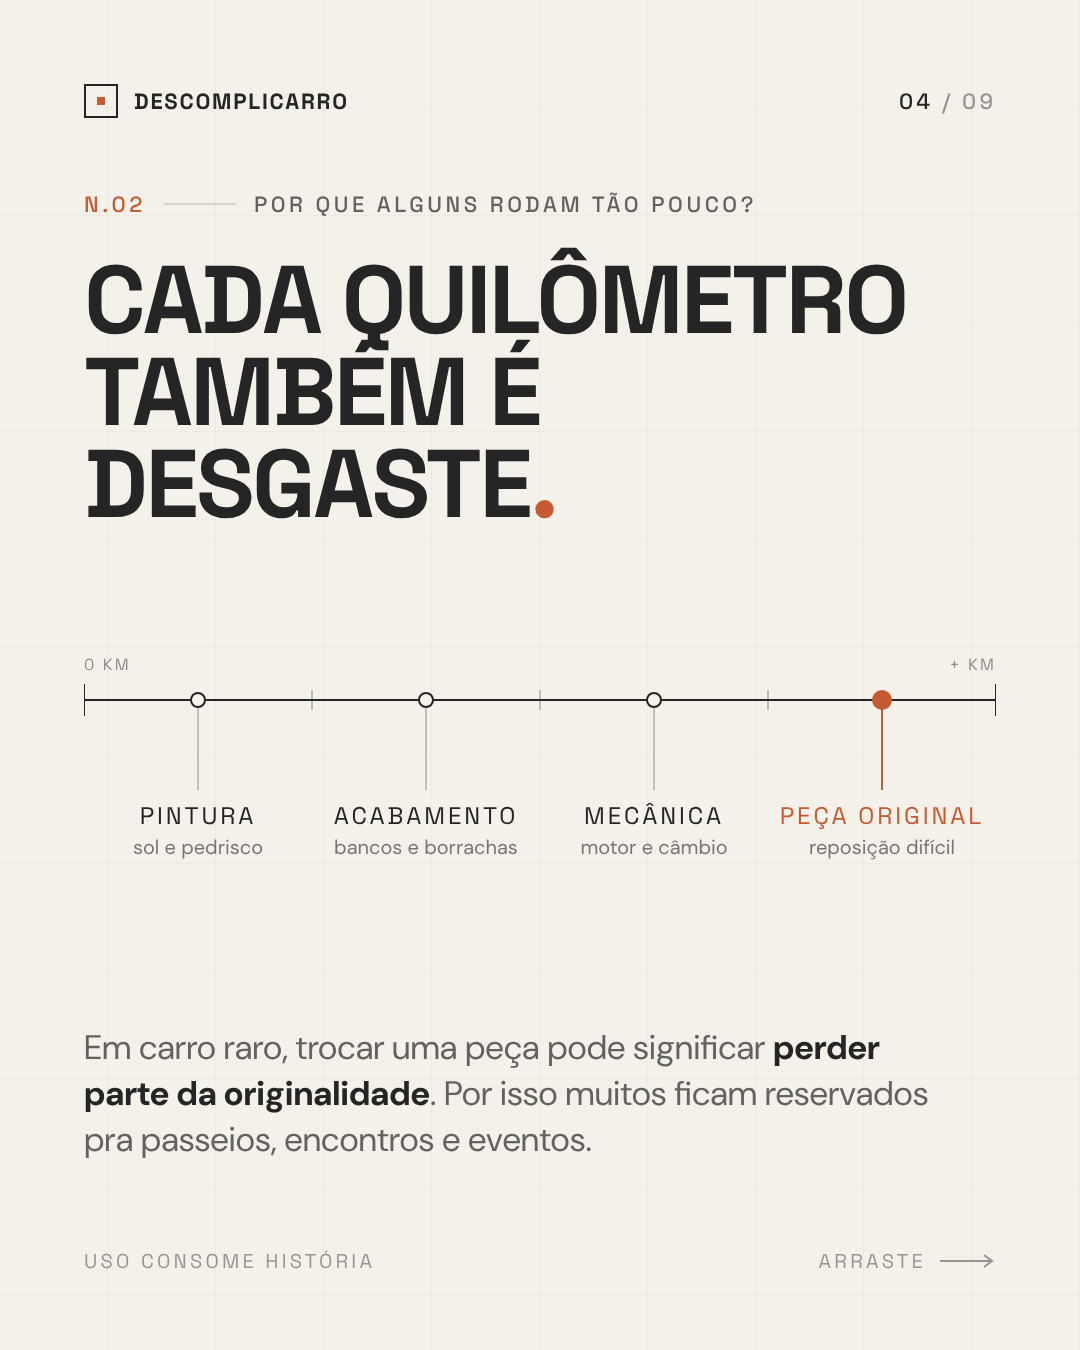 DESCOMPLICARRO
04 / 09
N.02 POR QUE ALGUNS RODAM TÃO POUCO?
CADA QUILÔMETRO
TAMBÉM É
DESGASTE.
0 KM
+ KM
PINTURA
sol e pedrisco
ACABAMENTO
bancos e borrachas
MECÂNICA
motor e câmbio
PEÇA ORIGINAL
reposição difícil
Em carro raro, trocar uma peça pode significar perder
parte da originalidade. Por isso muitos ficam reservados
pra passeios, encontros e eventos.
USO CONSOME HISTÓRIA
ARRASTE